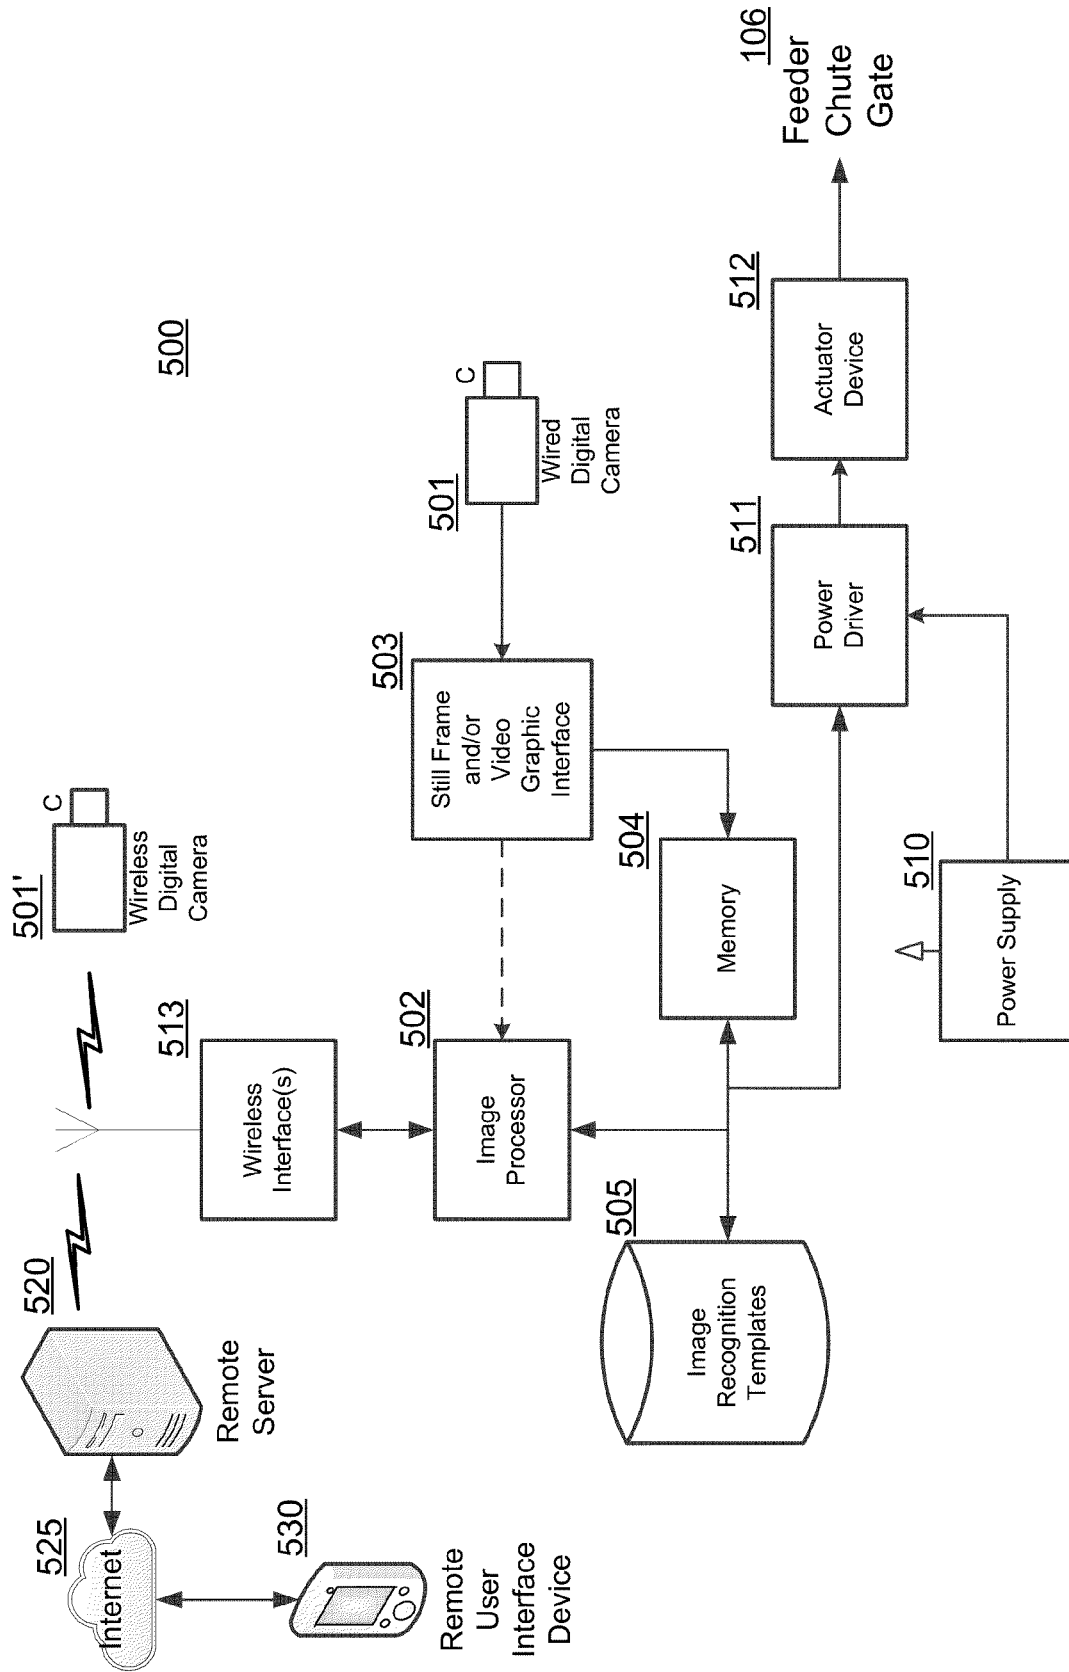 500
520
Remote
Server
525
Internet
530
Remote
User
Interface
Device
501'
C
Wireless
Digital
Camera
513
Wireless
Interface(s)
502
Image
Processor
503
Still Frame
and/or
Video
Graphic
Interface
501
C
Wired
Digital
Camera
505
Image
Recognition
Templates
504
Memory
510
Power Supply
511
Power
Driver
512
Actuator
Device
106
Feeder
Chute
Gate